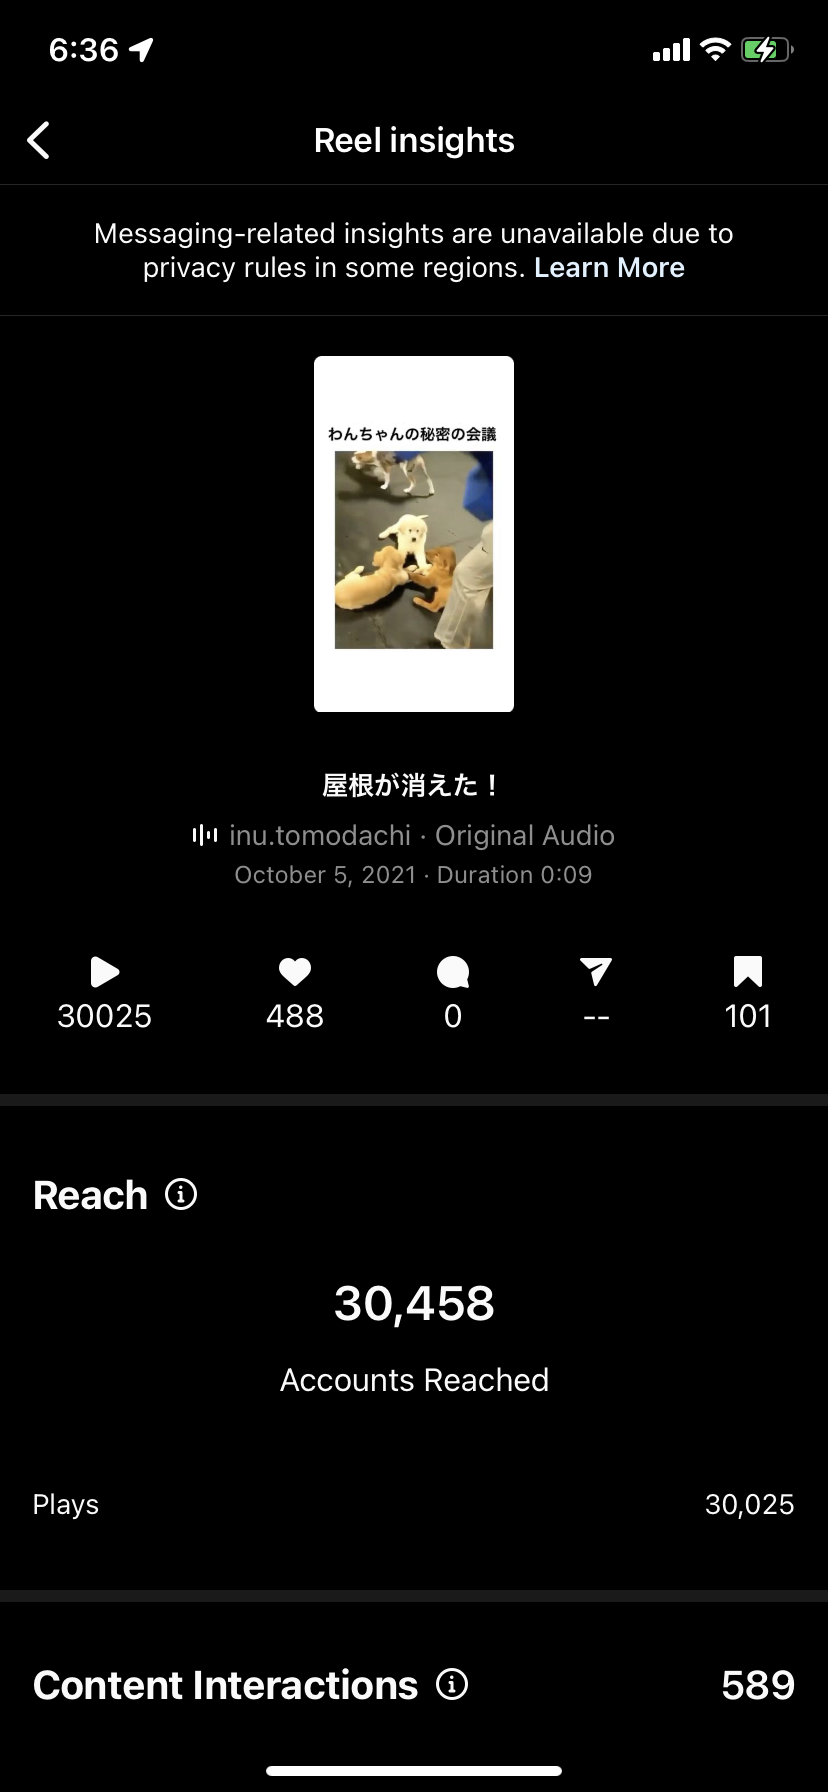 6:36
Reel insights
Messaging-related insights are unavailable due to
privacy rules in some regions. Learn More
わんちゃんの秘密の会議
屋根が消えた！
inu.tomodachi · Original Audio
October 5, 2021 · Duration 0:09
30025 488 0 -- 101
Reach
30,458
Accounts Reached
Plays 30,025
Content Interactions 589